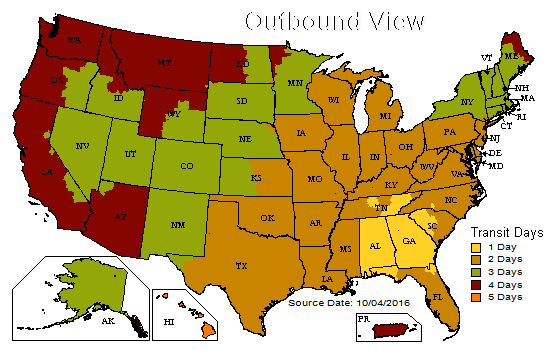 Outbound View
WA
MT
ND
MN
OR
ID
WY
SD
WI
MI
VT
ME
NH
MA
NY
RI
CT
NV
UT
CO
NE
IA
IL
IN
OH
PA
NJ
DE
MD
CA
KS
MO
KY
WV
VA
AZ
NM
OK
AR
TN
NC
SC
TX
LA
MS
AL
GA
FL
AK
HI
PR
Transit Days
1 Day
2 Days
3 Days
4 Days
5 Days
Source Date: 10/04/2016